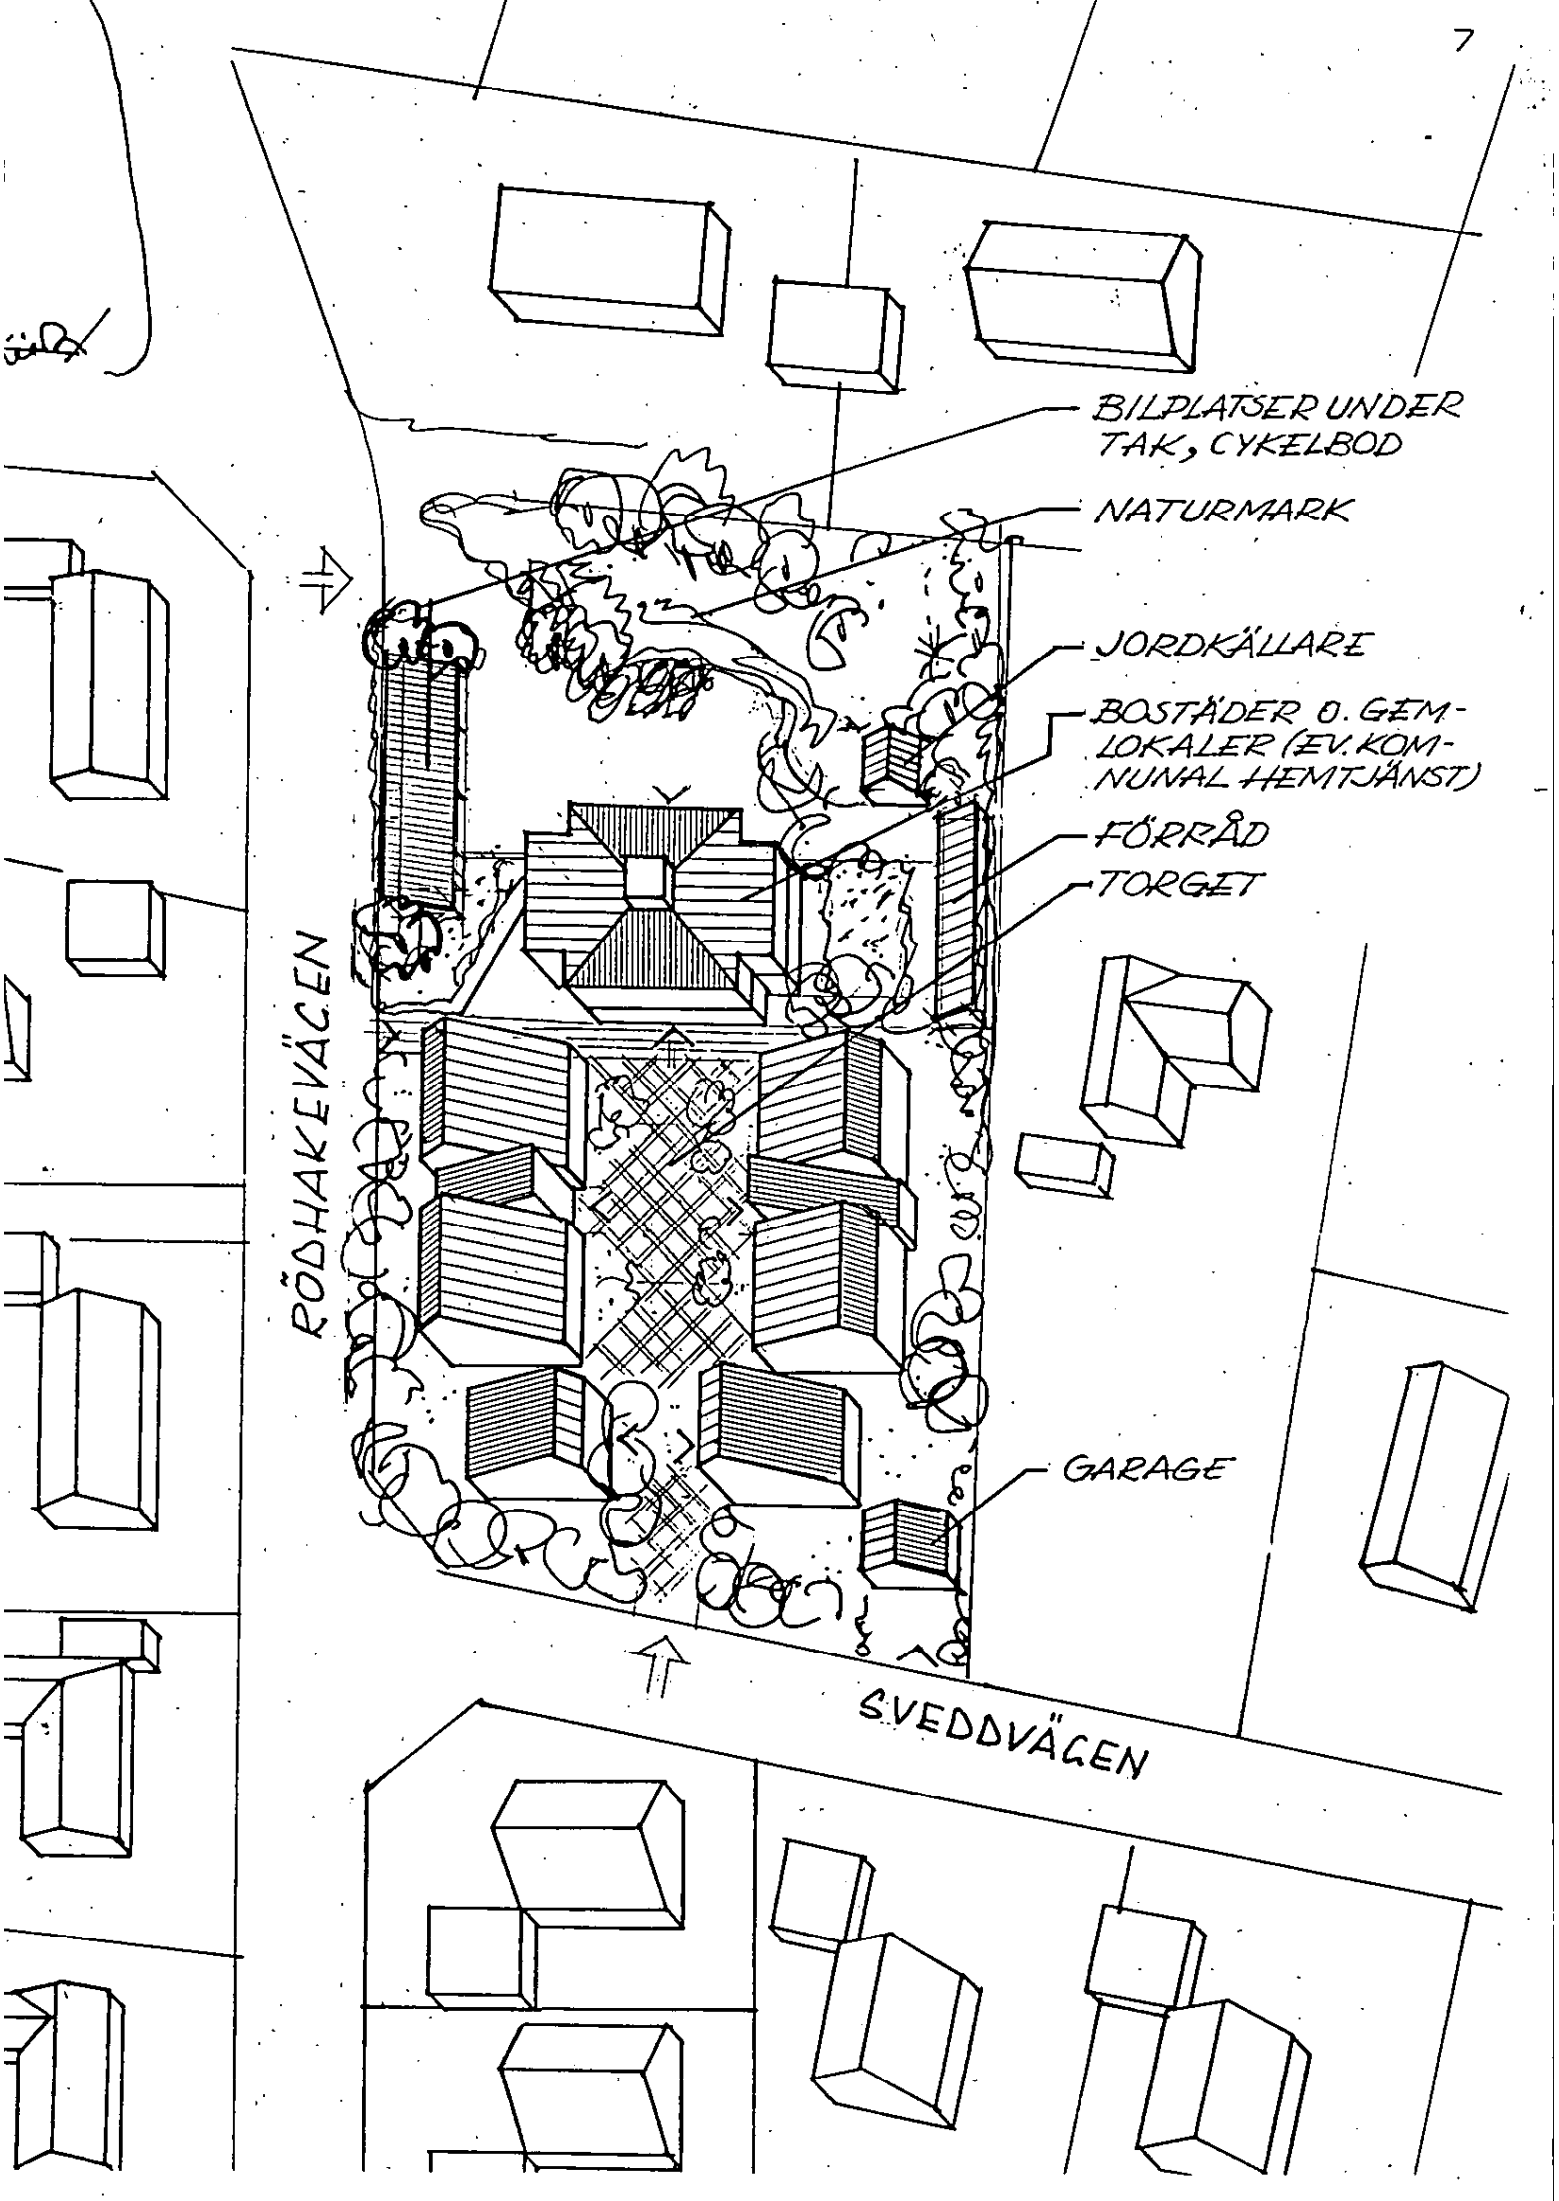 7
BILPLATSER UNDER
TAK, CYKELBOD
NATURMARK
JORDKÄLLARE
BOSTÄDER O. GEM-
LOKALER (EV. KOM-
NUNAL HEMTJÄNST)
FÖRRÅD
TORGET
RÖDHAKEVÄGEN
GARAGE
SVEDDVÄGEN